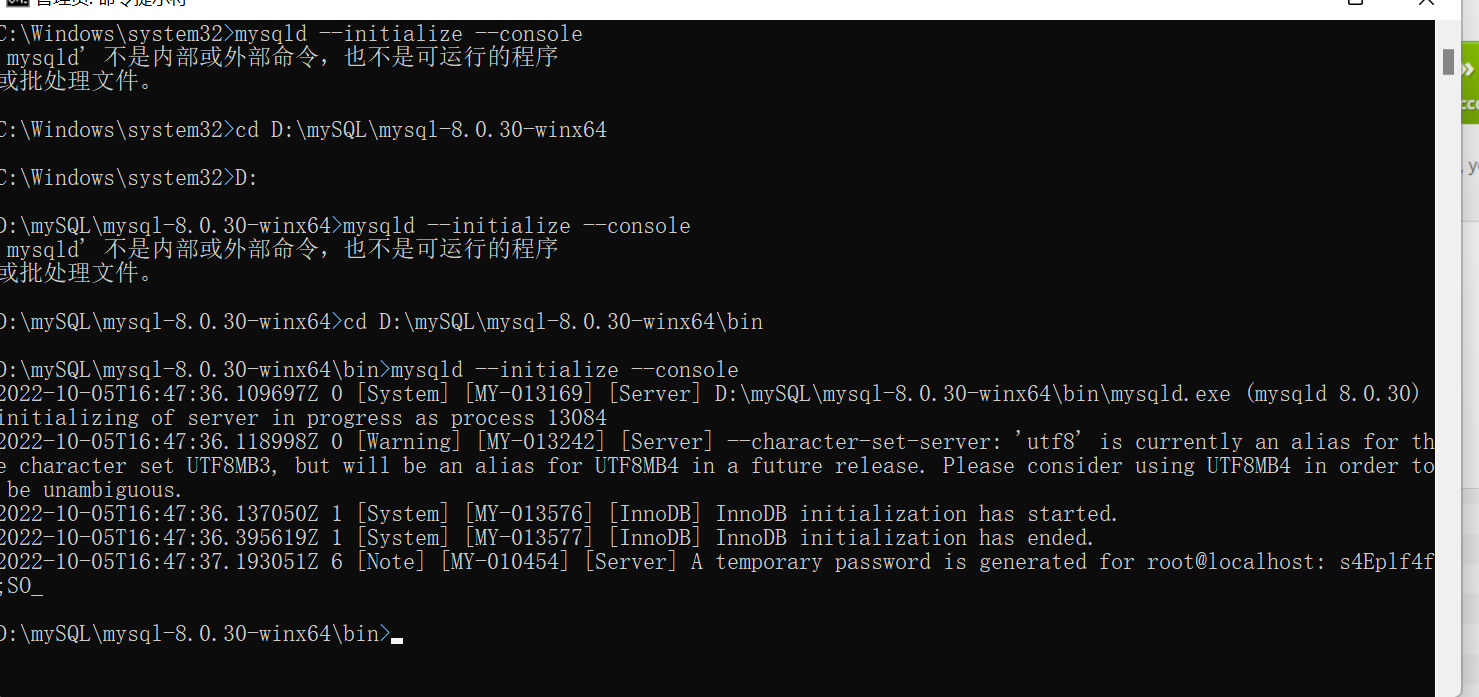 管理员: 命令提示符
C:\Windows\system32>mysqld --initialize --console
mysqld' 不是内部或外部命令，也不是可运行的程序
或批处理文件。
C:\Windows\system32>cd D:\mySQL\mysql-8.0.30-winx64
C:\Windows\system32>D:
D:\mySQL\mysql-8.0.30-winx64>mysqld --initialize --console
mysqld' 不是内部或外部命令，也不是可运行的程序
或批处理文件。
D:\mySQL\mysql-8.0.30-winx64>cd D:\mySQL\mysql-8.0.30-winx64\bin
D:\mySQL\mysql-8.0.30-winx64\bin>mysqld --initialize --console
2022-10-05T16:47:36.109697Z 0 [System] [MY-013169] [Server] D:\mySQL\mysql-8.0.30-winx64\bin\mysqld.exe (mysqld 8.0.30)
initializing of server in progress as process 13084
2022-10-05T16:47:36.118998Z 0 [Warning] [MY-013242] [Server] --character-set-server: 'utf8' is currently an alias for th
e character set UTF8MB3, but will be an alias for UTF8MB4 in a future release. Please consider using UTF8MB4 in order to
be unambiguous.
2022-10-05T16:47:36.137050Z 1 [System] [MY-013576] [InnoDB] InnoDB initialization has started.
2022-10-05T16:47:36.395619Z 1 [System] [MY-013577] [InnoDB] InnoDB initialization has ended.
2022-10-05T16:47:37.193051Z 6 [Note] [MY-010454] [Server] A temporary password is generated for root@localhost: s4Eplf4f
;SO_
D:\mySQL\mysql-8.0.30-winx64\bin>